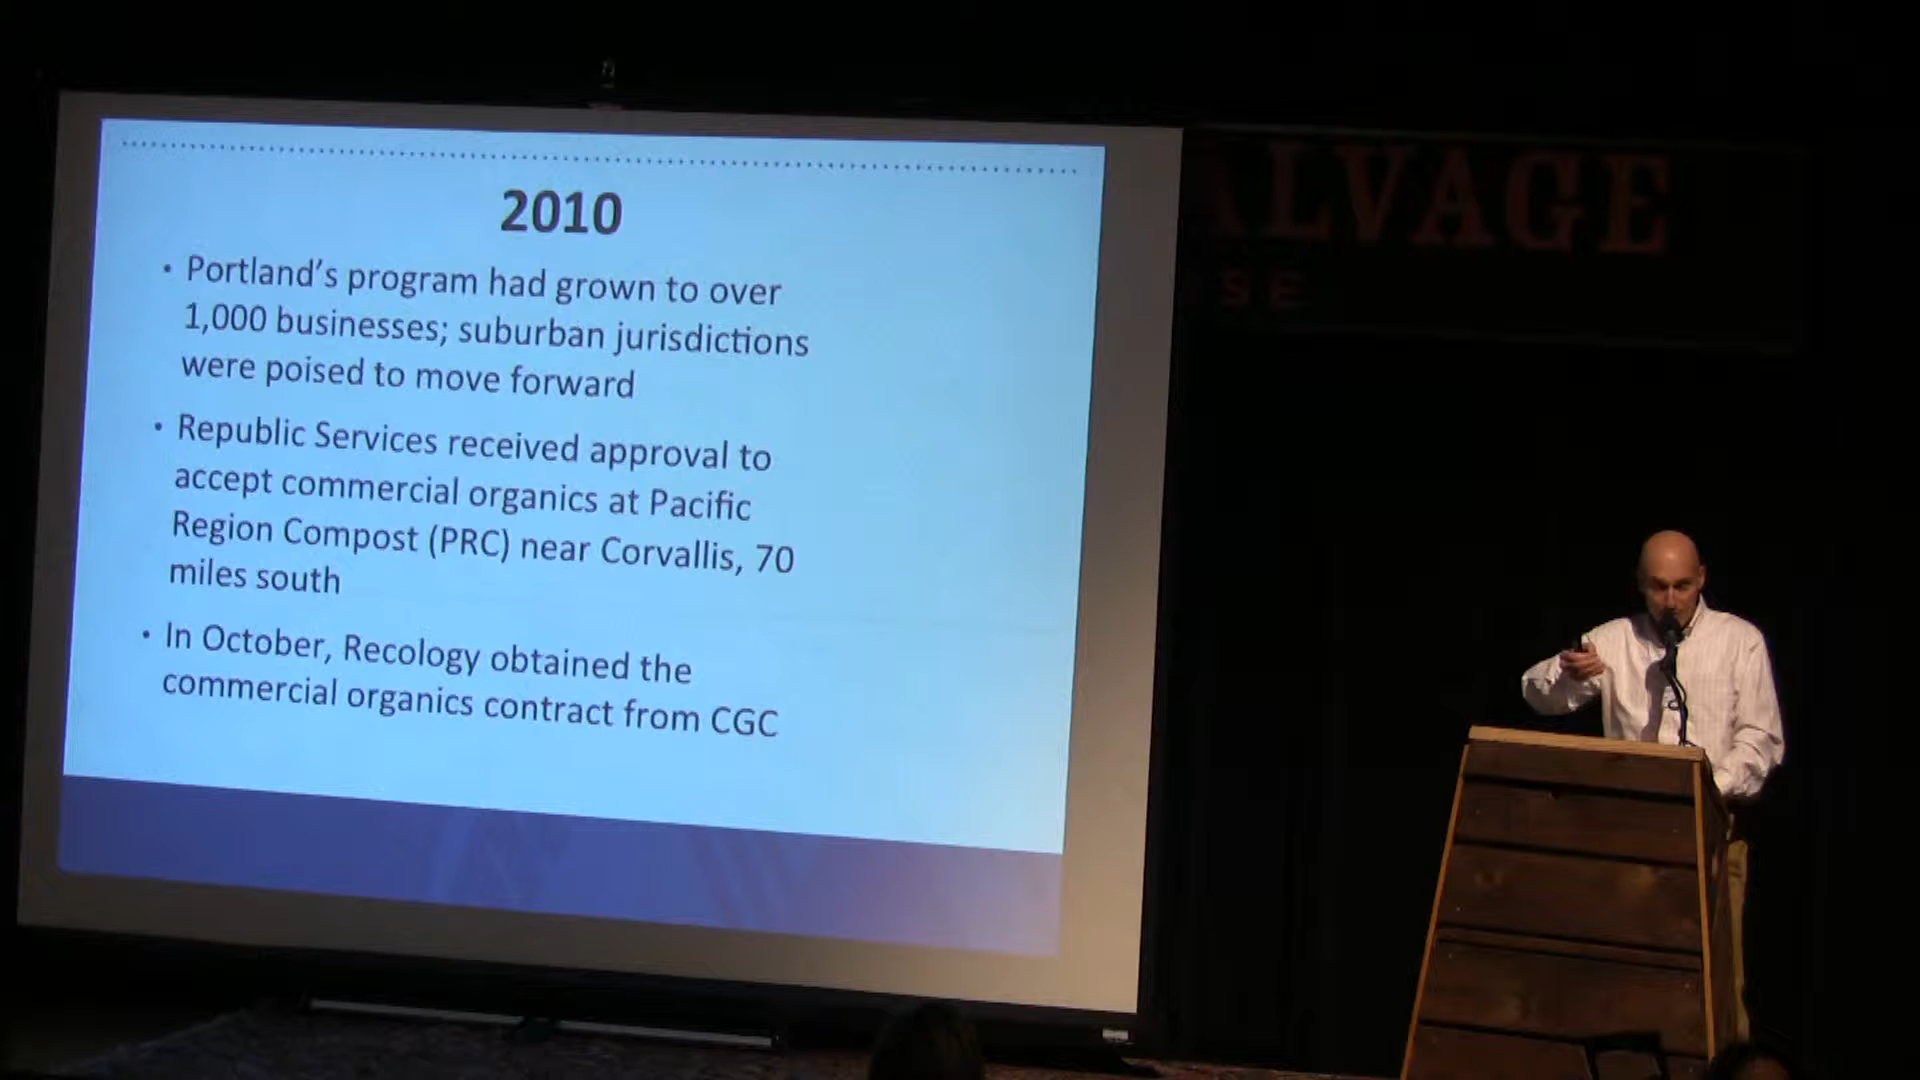 2010
• Portland's program had grown to over
1,000 businesses; suburban jurisdictions
were poised to move forward
• Republic Services received approval to
accept commercial organics at Pacific
Region Compost (PRC) near Corvallis, 70
miles south
• In October, Recology obtained the
commercial organics contract from CGC
ALVAGE
SE